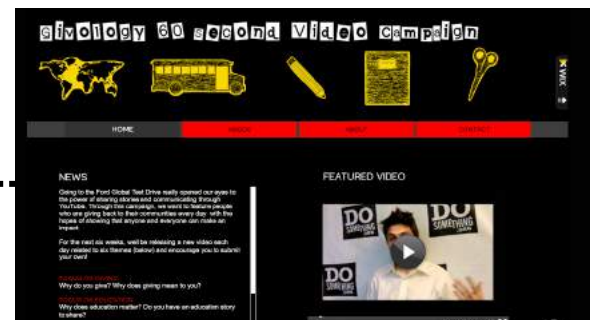 Givology 60 second Video Campaign
WIX
HOME
ABOUT
CONTACT
NEWS
FEATURED VIDEO
Going to the Ford Global Test Drive really opened our eyes to
the power of sharing stories and communicating through
YouTube. Through this campaign, we want to feature people
who are giving back to their communities every day with the
hopes of showing that anyone and everyone can make an
impact.
For the next six weeks, we'll be releasing a new video each
day related to six themes (below) and encourage you to submit
your own!
Why do you give? Why does giving mean to you?
Why does education matter? Do you have an education story
to share?
DO
SOMETHING
DO
SOMETHING
DO
SOMETHING